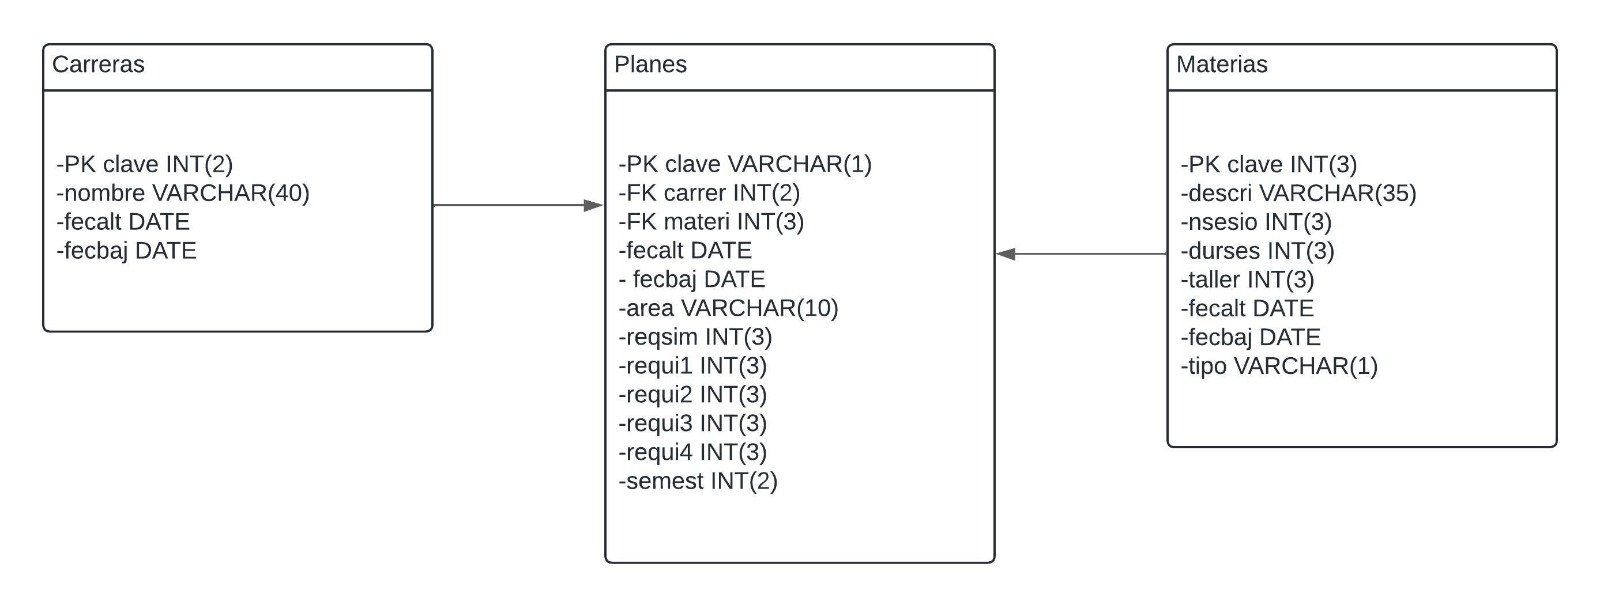 Carreras
-PK clave INT(2)
-nombre VARCHAR(40)
-fecalt DATE
-fecbaj DATE
Planes
-PK clave VARCHAR(1)
-FK carrer INT(2)
-FK materi INT(3)
-fecalt DATE
- fecbaj DATE
-area VARCHAR(10)
-reqsim INT(3)
-requi1 INT(3)
-requi2 INT(3)
-requi3 INT(3)
-requi4 INT(3)
-semest INT(2)
Materias
-PK clave INT(3)
-descri VARCHAR(35)
-nsesio INT(3)
-durses INT(3)
-taller INT(3)
-fecalt DATE
-fecbaj DATE
-tipo VARCHAR(1)